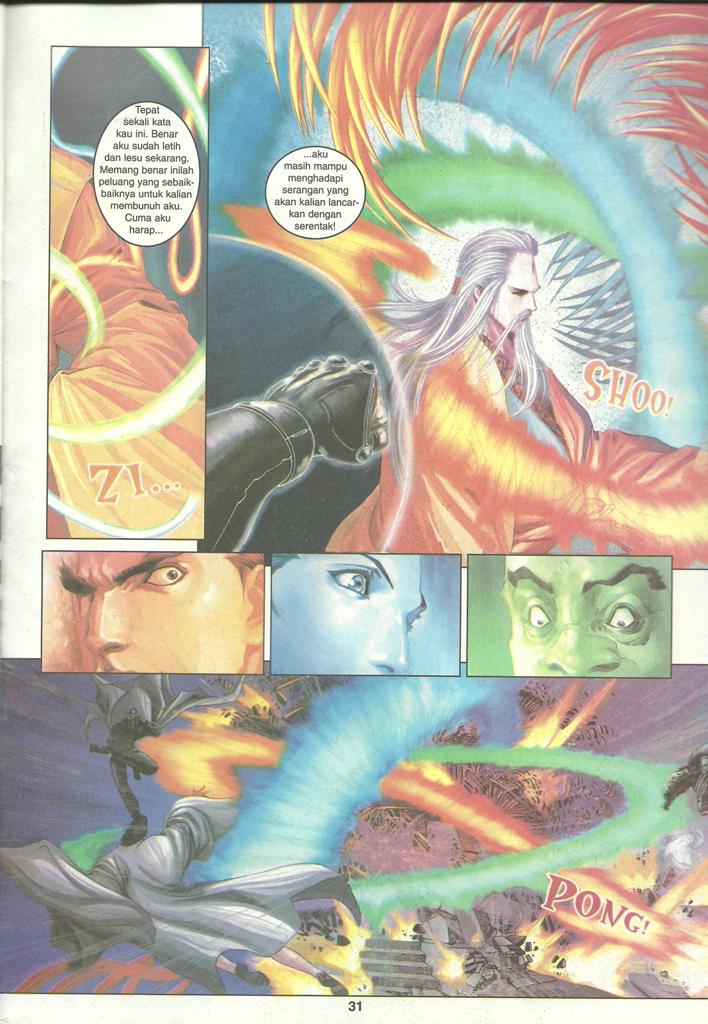 Tepat
sekali kata
kau ini. Benar
aku sudah letih
dan lesu sekarang.
Memang benar inilah
peluang yang sebaik-
baiknya untuk kalian
membunuh aku.
Cuma aku
harap...
...aku
masih mampu
menghadapi
serangan yang
akan kalian lancar-
kan dengan
serentak!
SHOO!
ZI...
PONG!
31